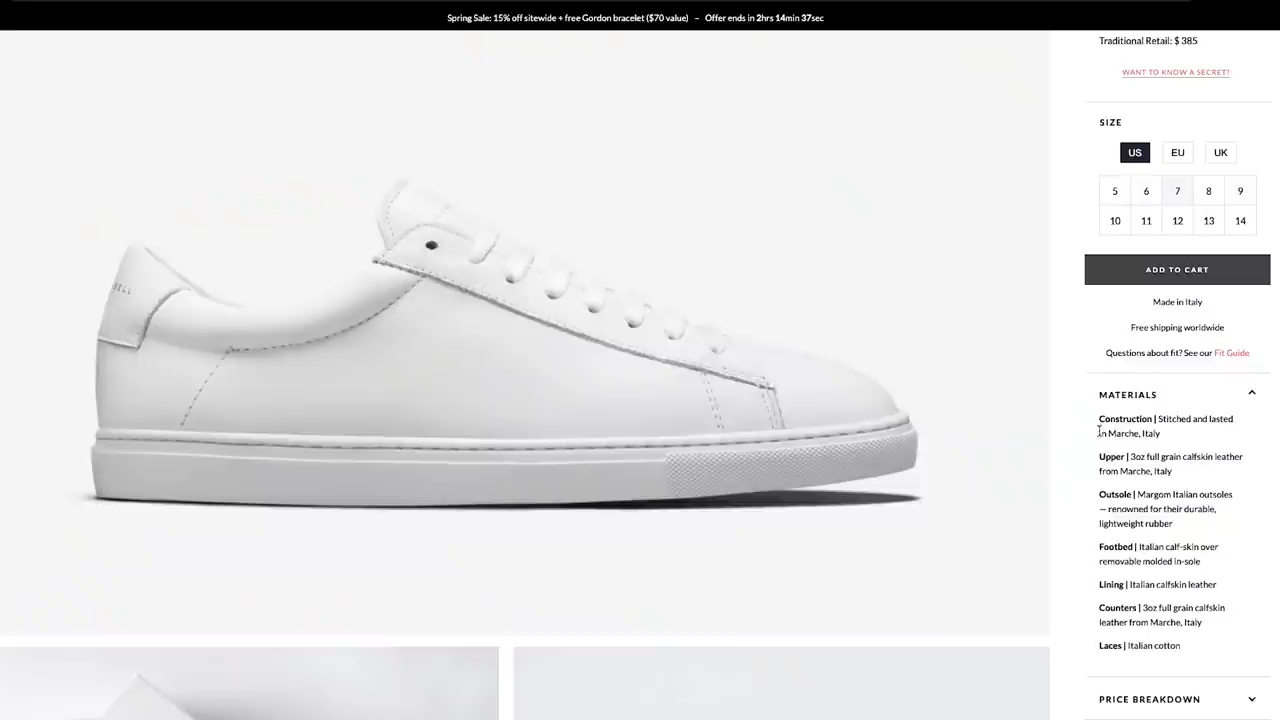 Spring Sale: 15% off sitewide + free Gordon bracelet ($70 value) – Offer ends in 2hrs 14min 37sec
Traditional Retail: $ 385
WANT TO KNOW A SECRET?
SIZE
US EU UK
5 6 7 8 9
10 11 12 13 14
ADD TO CART
Made in Italy
Free shipping worldwide
Questions about fit? See our Fit Guide
MATERIALS
Construction | Stitched and lasted
in Marche, Italy
Upper | 3oz full grain calfskin leather
from Marche, Italy
Outsole | Margom Italian outsoles
— renowned for their durable,
lightweight rubber
Footbed | Italian calf-skin over
removable molded in-sole
Lining | Italian calfskin leather
Counters | 3oz full grain calfskin
leather from Marche, Italy
Laces | Italian cotton
PRICE BREAKDOWN